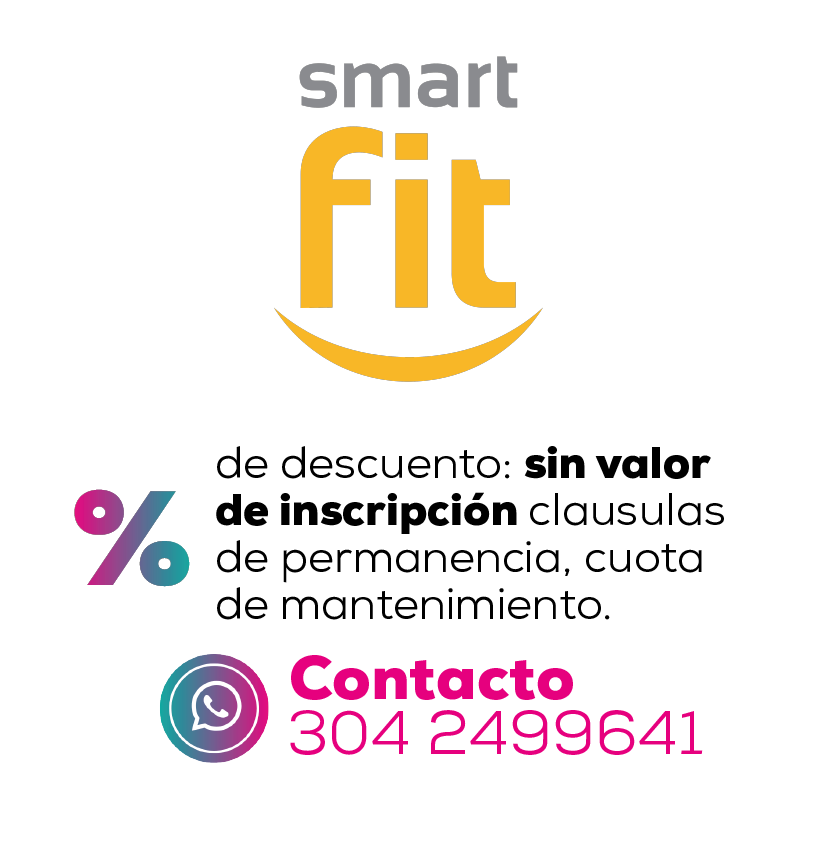 smart
fit
%
de descuento: sin valor
de inscripción clausulas
de permanencia, cuota
de mantenimiento.
Contacto
304 2499641